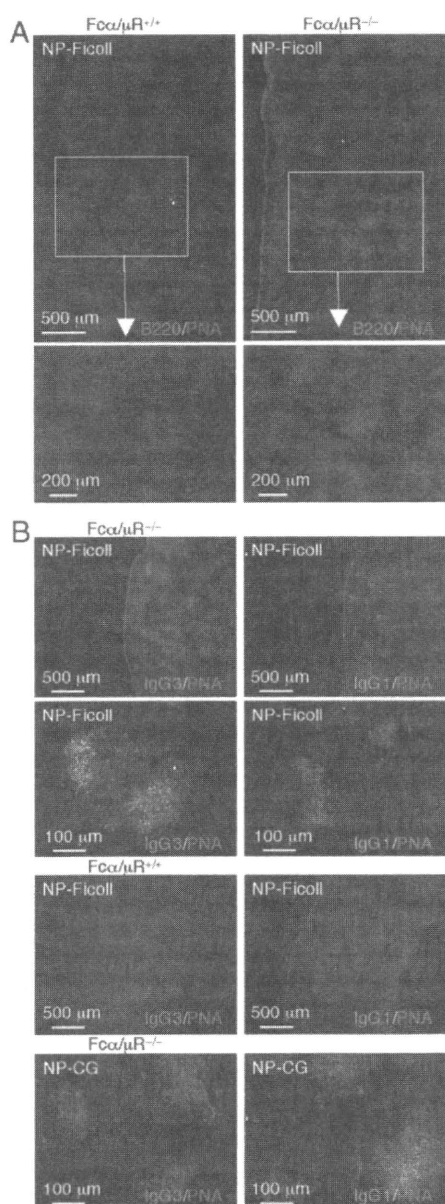 A
Fcα/μR+/+
Fcα/μR−/−
NP-Ficoll
NP-Ficoll
500 μm
B220/PNA
500 μm
B220/PNA
200 μm
200 μm
B
Fcα/μR−/−
NP-Ficoll
NP-Ficoll
500 μm
IgG3/PNA
500 μm
IgG1/PNA
NP-Ficoll
NP-Ficoll
100 μm
IgG3/PNA
100 μm
IgG1/PNA
Fcα/μR+/+
NP-Ficoll
NP-Ficoll
500 μm
IgG3/PNA
500 μm
IgG1/PNA
Fcα/μR−/−
NP-CG
NP-CG
100 μm
IgG3/PNA
100 μm
IgG1/PNA